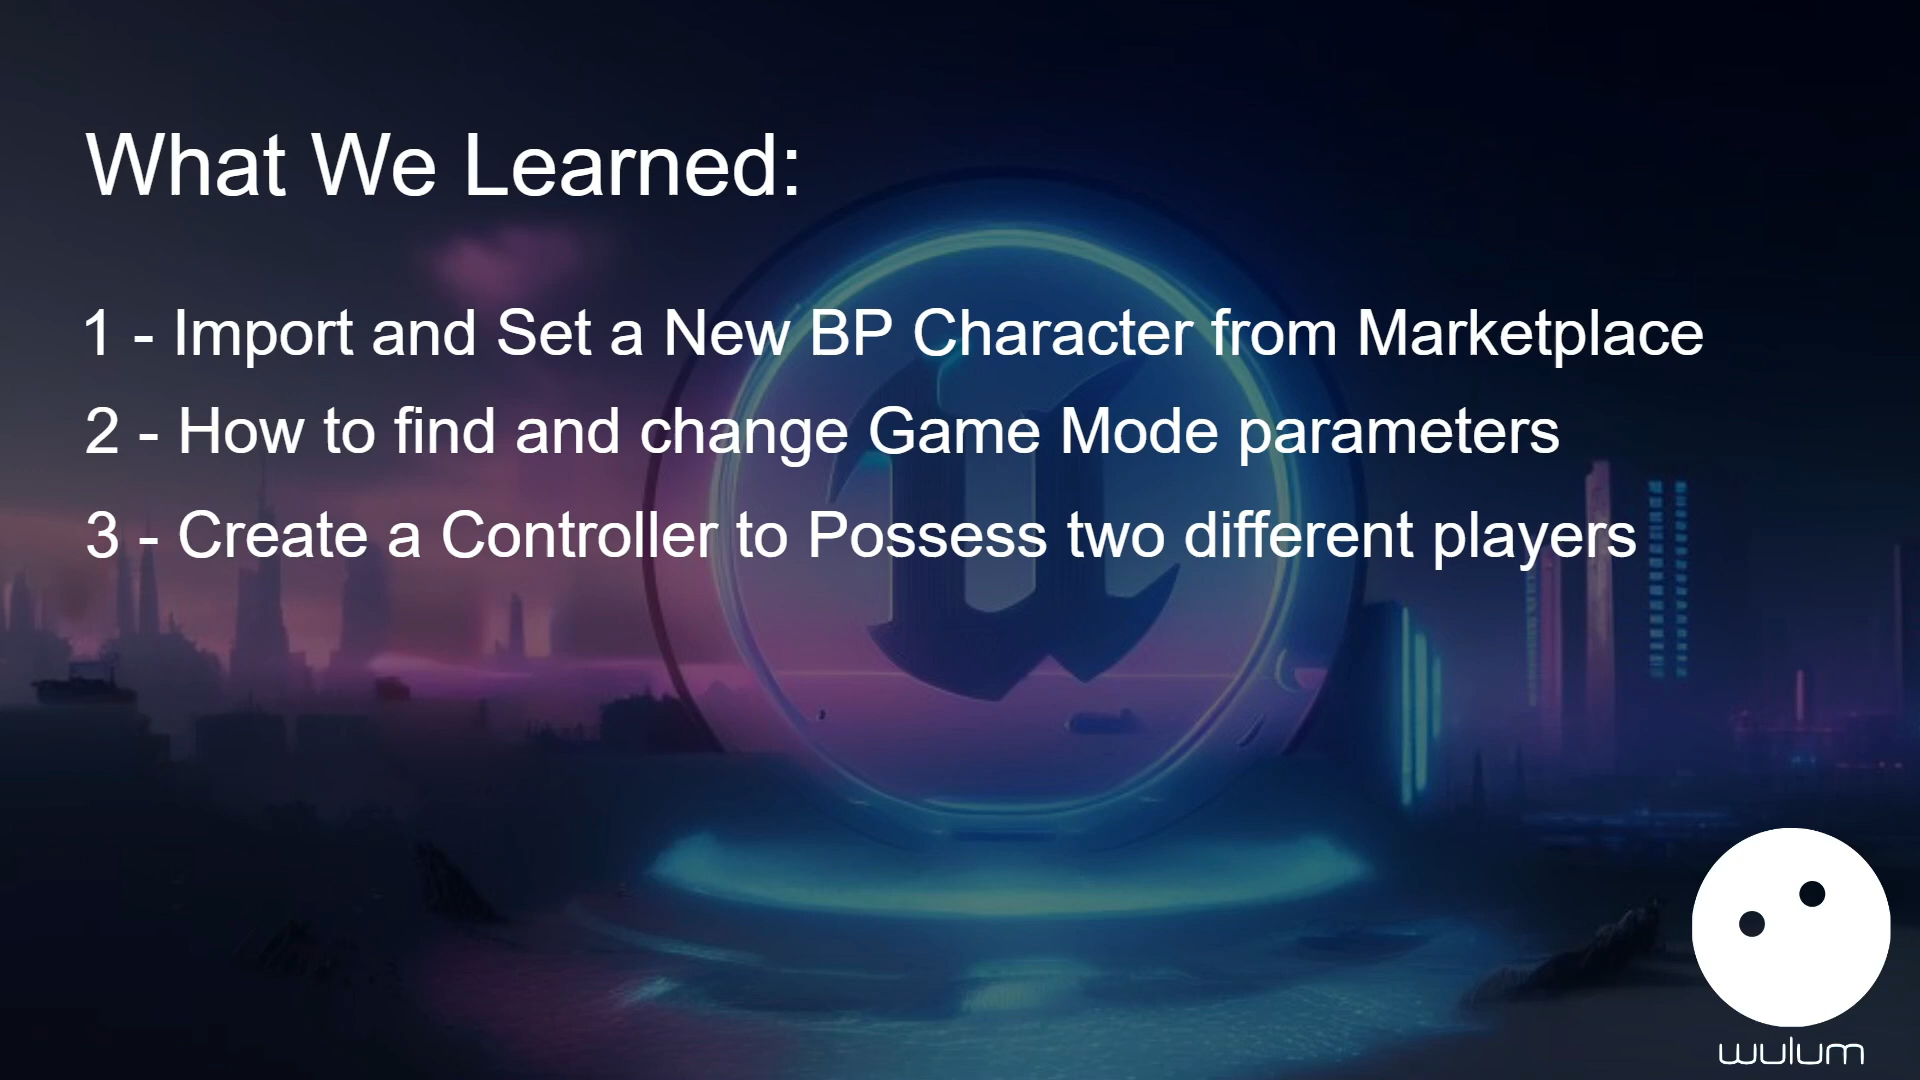 What We Learned:
1 - Import and Set a New BP Character from Marketplace
2 - How to find and change Game Mode parameters
3 - Create a Controller to Possess two different players
wulum